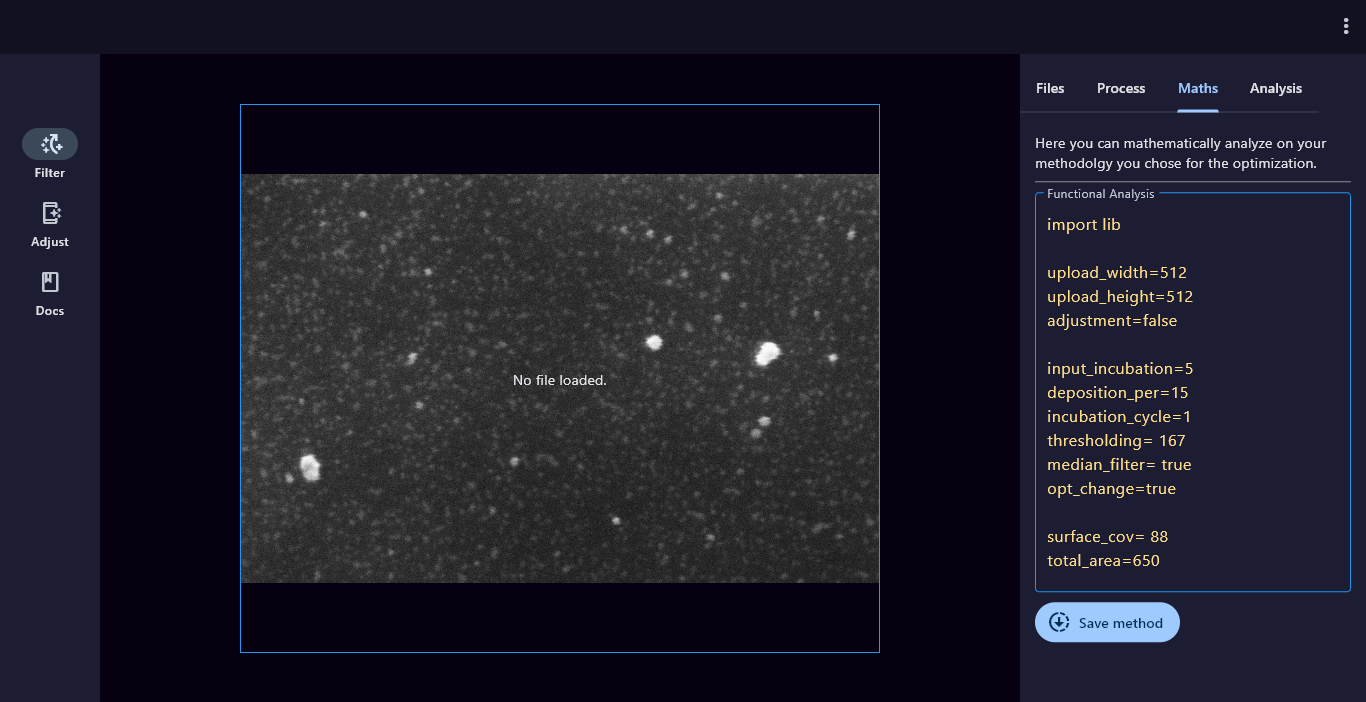 Files
Process
Maths
Analysis
Filter
Adjust
Docs
No file loaded.
Here you can mathematically analyze on your
methodolgy you chose for the optimization.
Functional Analysis
import lib
upload_width=512
upload_height=512
adjustment=false
input_incubation=5
deposition_per=15
incubation_cycle=1
thresholding= 167
median_filter= true
opt_change=true
surface_cov= 88
total_area=650
Save method